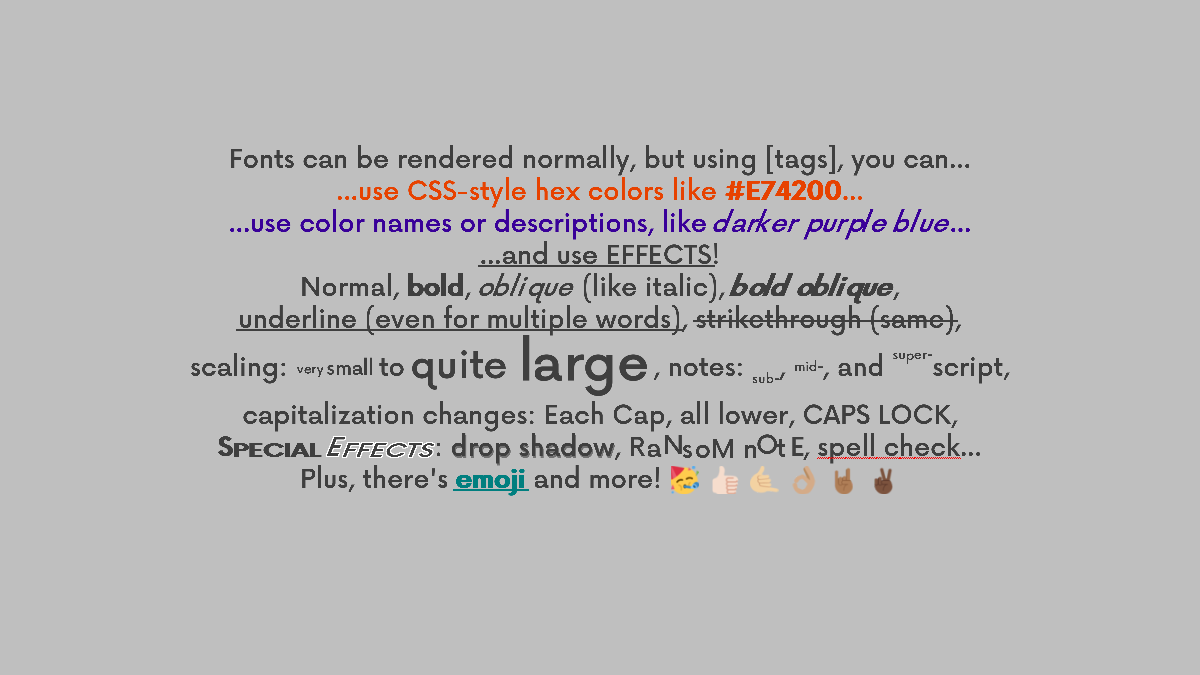 Fonts can be rendered normally, but using [tags], you can...
...use CSS-style hex colors like #E74200...
...use color names or descriptions, like darker purple blue...
...and use EFFECTS!
Normal, bold, oblique (like italic), bold oblique,
underline (even for multiple words), strikethrough (same),
scaling: very small to quite large, notes: sub-, mid-, and super-script,
capitalization changes: Each Cap, all lower, CAPS LOCK,
SPECIAL EFFECTS: drop shadow, RaNsoM nOtE, spell check...
Plus, there's emoji and more! 🥳 👍🏻 🤙🏼 👌🏽 🤘🏾 ✌🏿